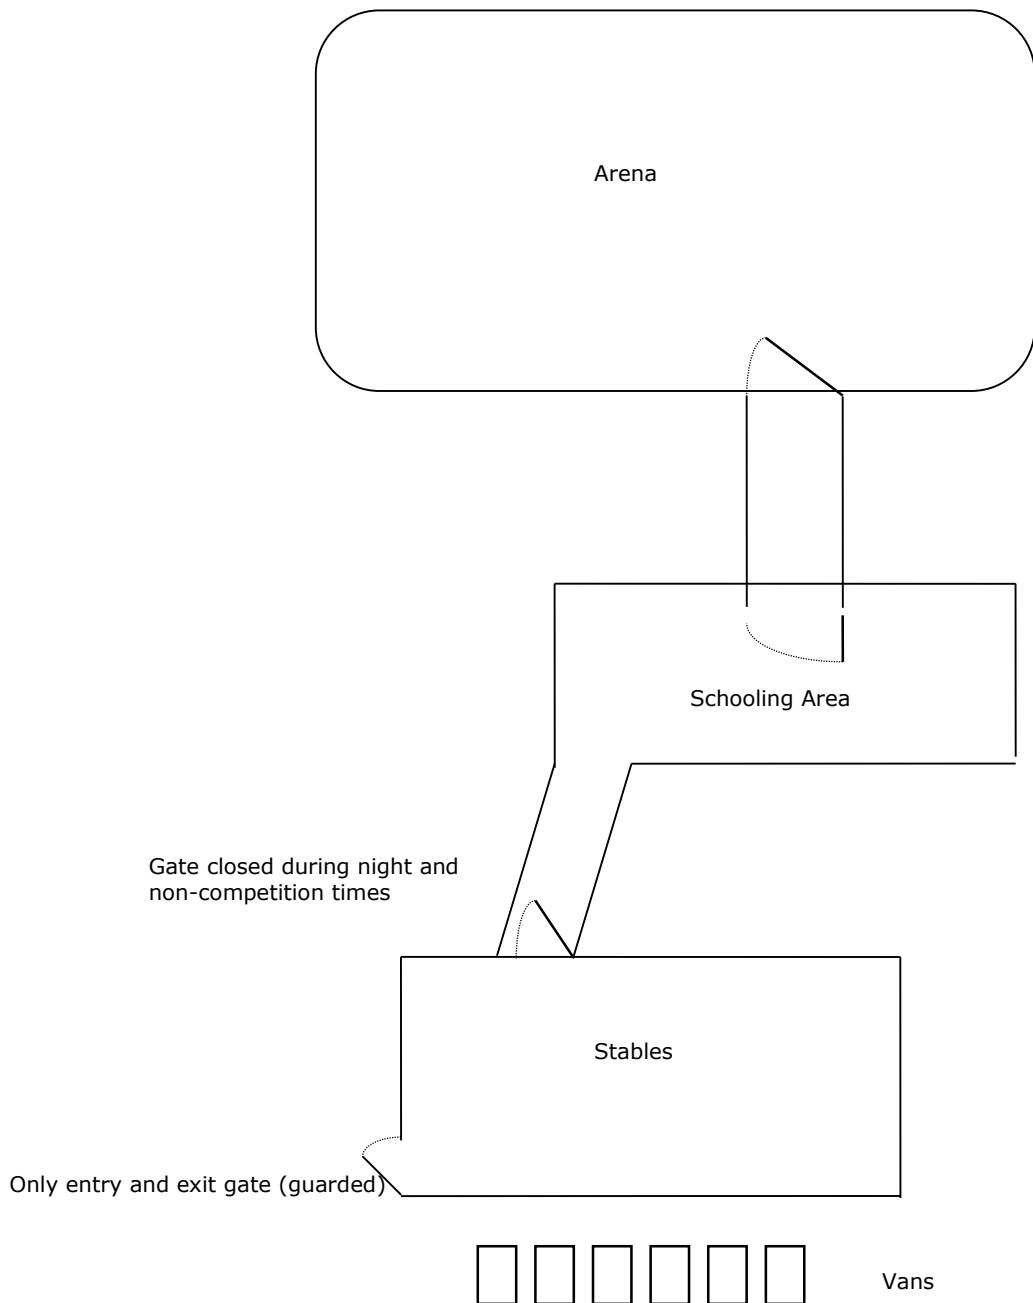 Arena
Schooling Area
Gate closed during night and
non-competition times
Stables
Only entry and exit gate (guarded)
Vans